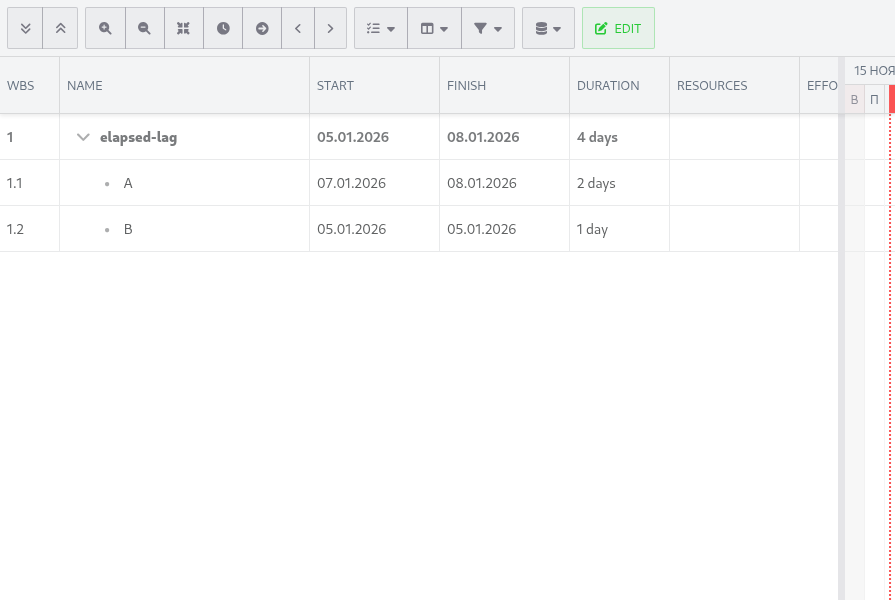 EDIT
WBS NAME START FINISH DURATION RESOURCES EFFO
15 НОЯ
В П
1 elapsed-lag 05.01.2026 08.01.2026 4 days
1.1 A 07.01.2026 08.01.2026 2 days
1.2 B 05.01.2026 05.01.2026 1 day